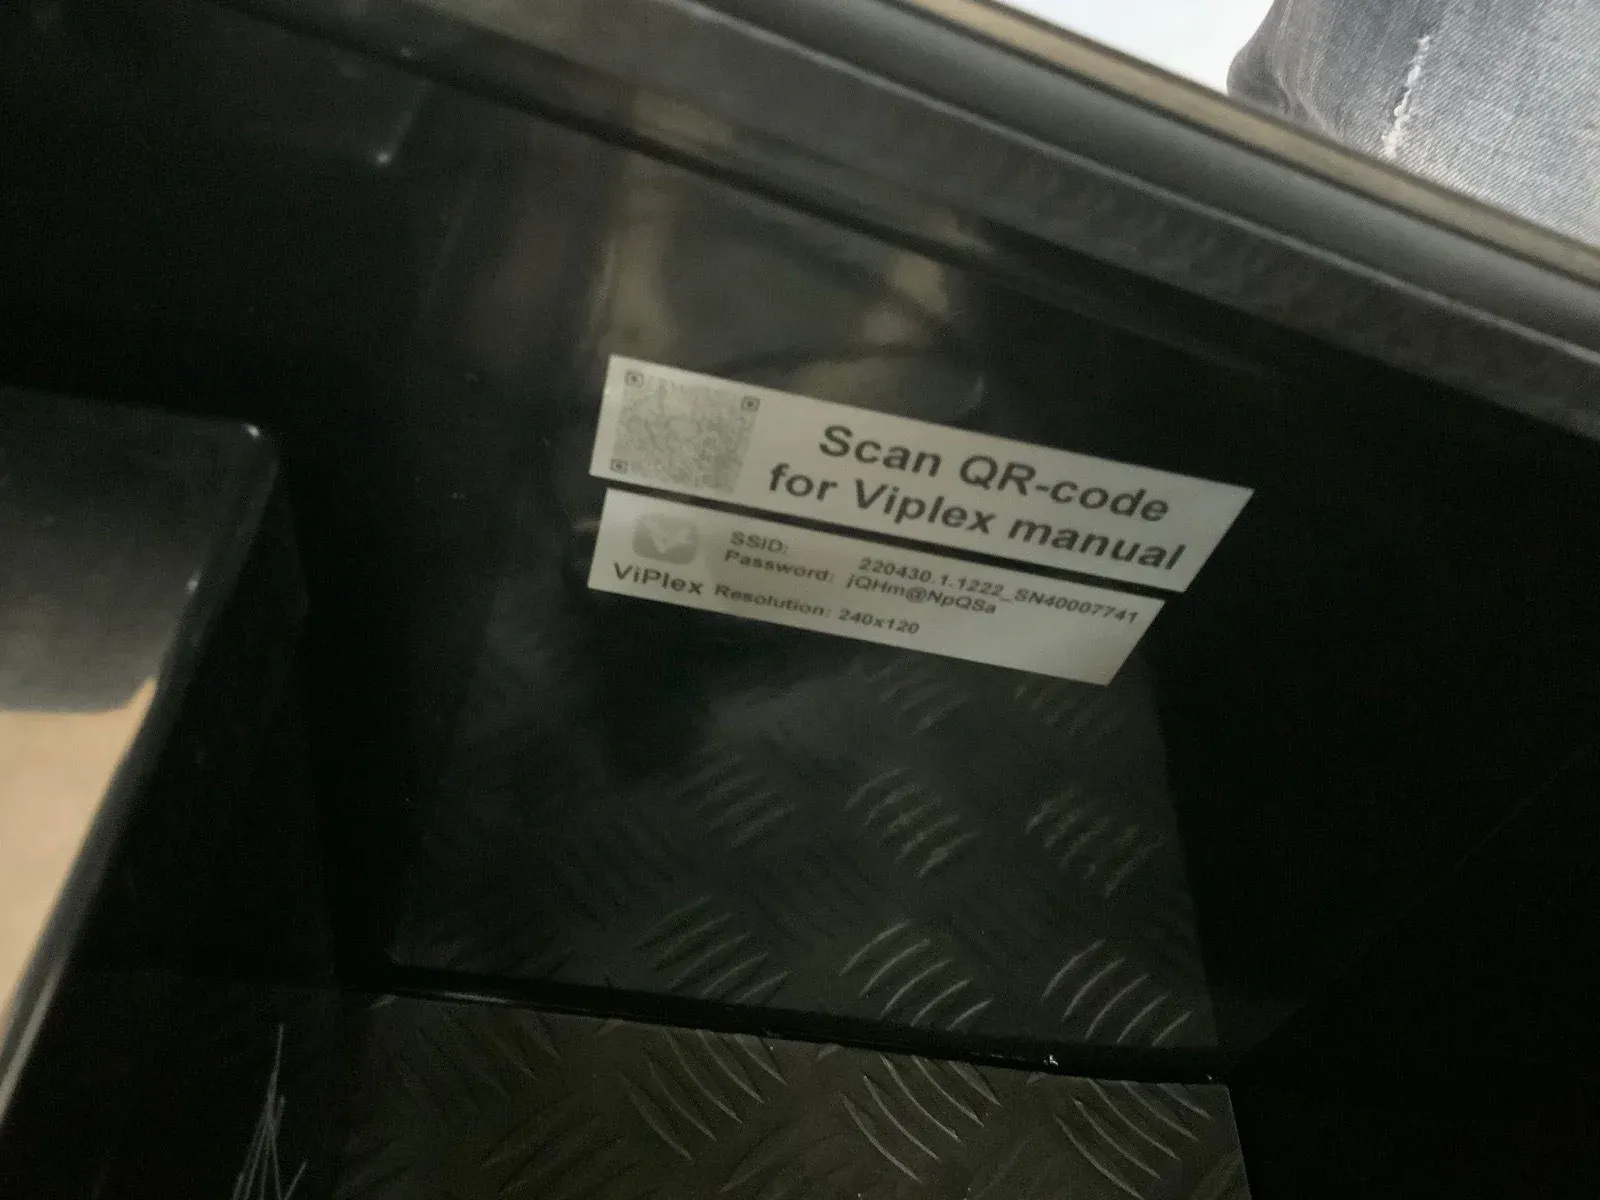 Scan QR-code
for Viplex manual
ViPlex
SSID: 220430.1.1222_SN40007741
Password: jQHm@NpQSa
Resolution: 240x120